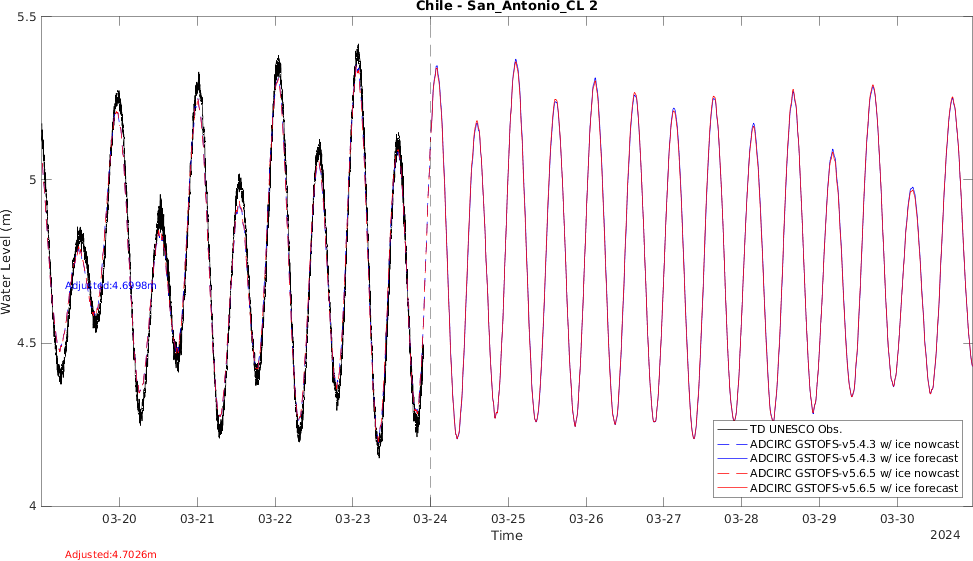 Chile - San_Antonio_CL 2
Water Level (m)
5.5
5
4.5
4
Adjusted:4.6998m
TD UNESCO Obs.
ADCIRC GSTOFS-v5.4.3 w/ ice nowcast
ADCIRC GSTOFS-v5.4.3 w/ ice forecast
ADCIRC GSTOFS-v5.6.5 w/ ice nowcast
ADCIRC GSTOFS-v5.6.5 w/ ice forecast
03-20 03-21 03-22 03-23 03-24 03-25 03-26 03-27 03-28 03-29 03-30
Time
2024
Adjusted:4.7026m